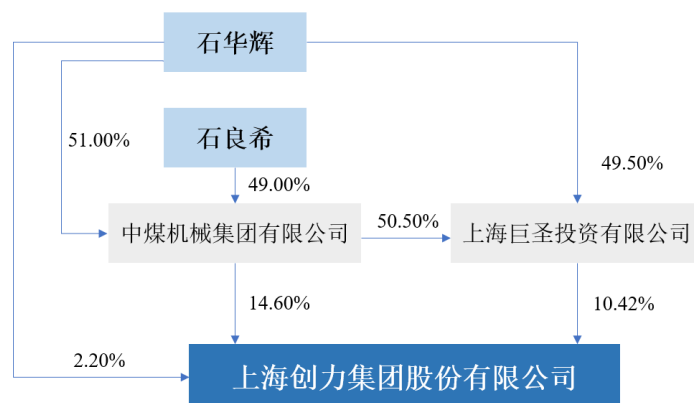 石华辉
51.00%
石良希
49.50%
49.00%
中煤机械集团有限公司
50.50%
上海巨圣投资有限公司
14.60%
10.42%
2.20%
上海创力集团股份有限公司